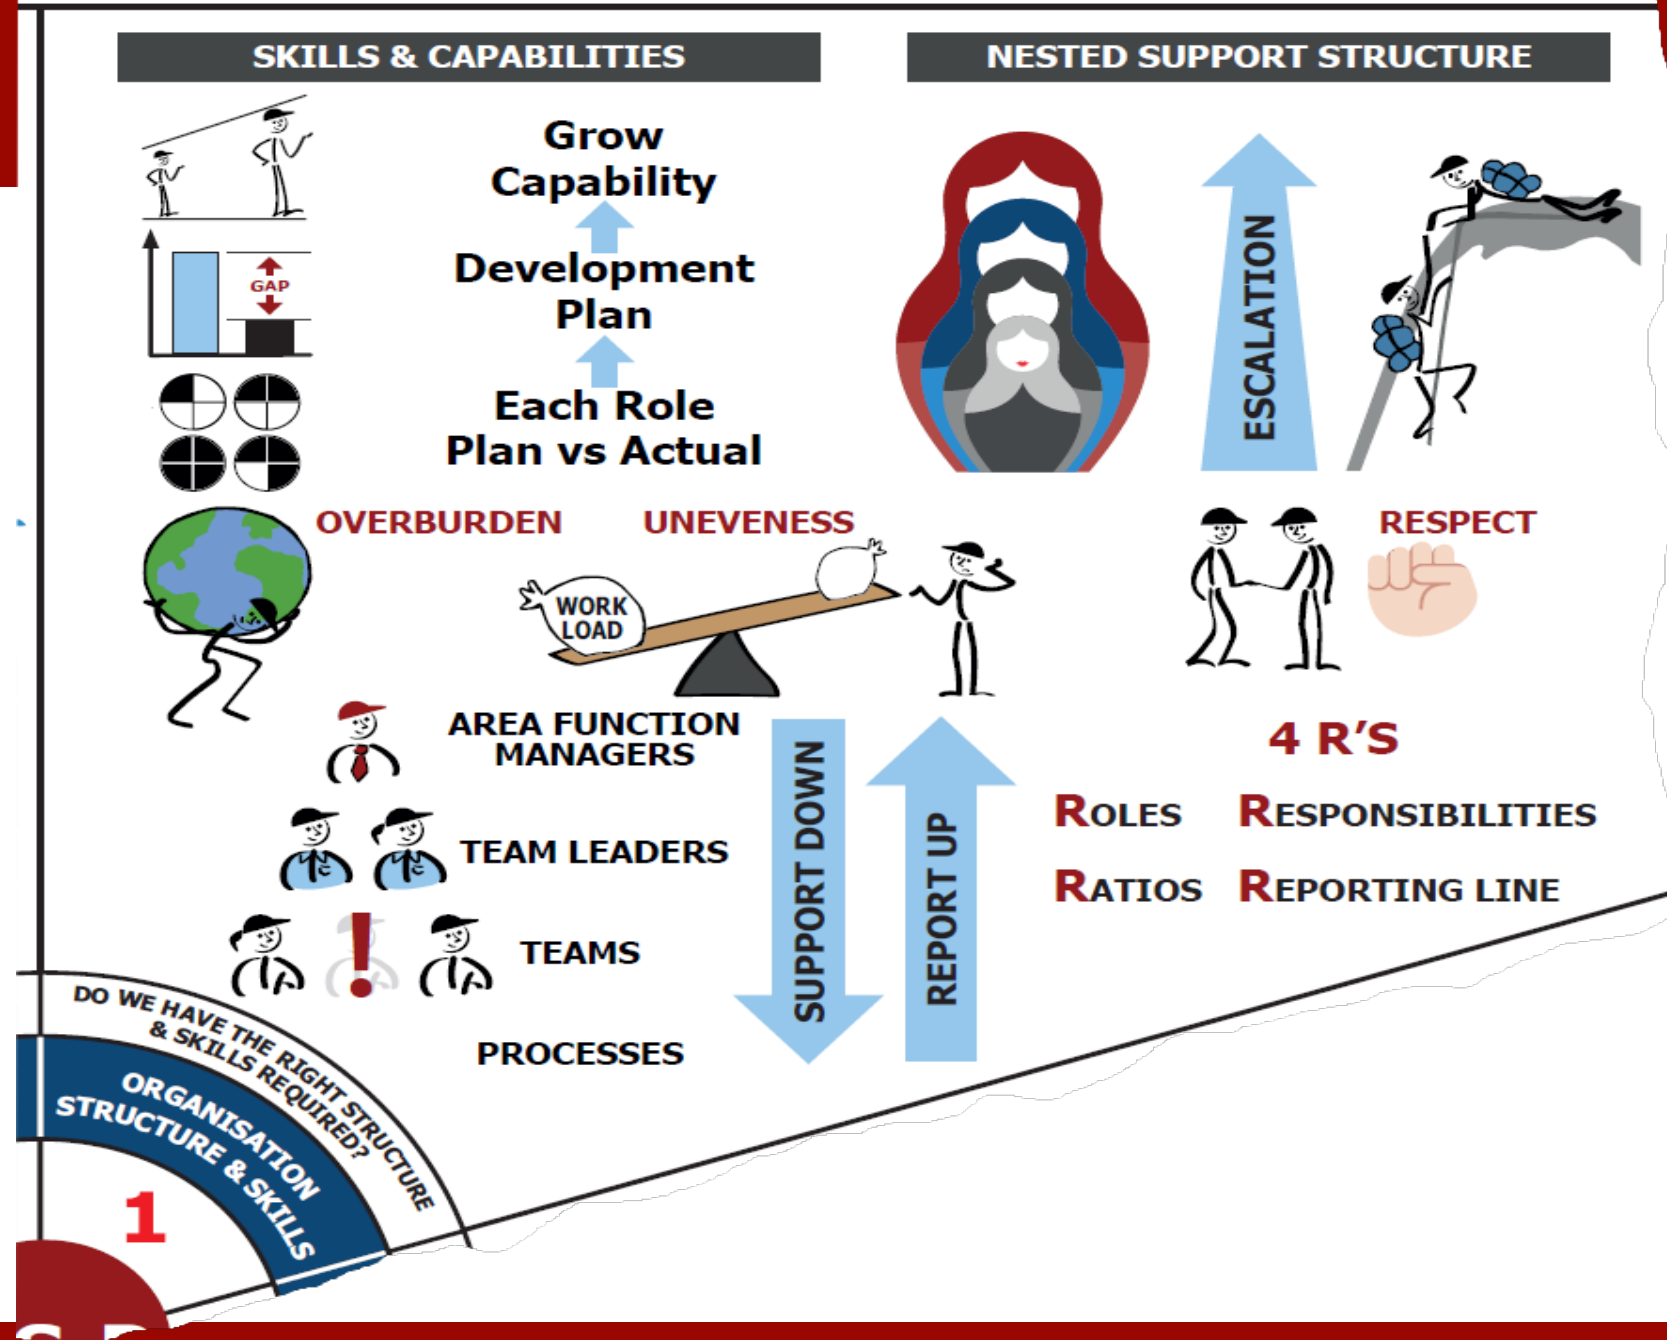 SKILLS & CAPABILITIES
Grow
Capability
Development
Plan
Each Role
Plan vs Actual
GAP
NESTED SUPPORT STRUCTURE
ESCALATION
OVERBURDEN
UNEVENESS
WORK
LOAD
RESPECT
AREA FUNCTION
MANAGERS
TEAM LEADERS
TEAMS
!
PROCESSES
SUPPORT DOWN
REPORT UP
4 R'S
ROLES
RESPONSIBILITIES
RATIOS
REPORTING LINE
DO WE HAVE THE RIGHT STRUCTURE
& SKILLS REQUIRED?
ORGANISATION
STRUCTURE & SKILLS
1